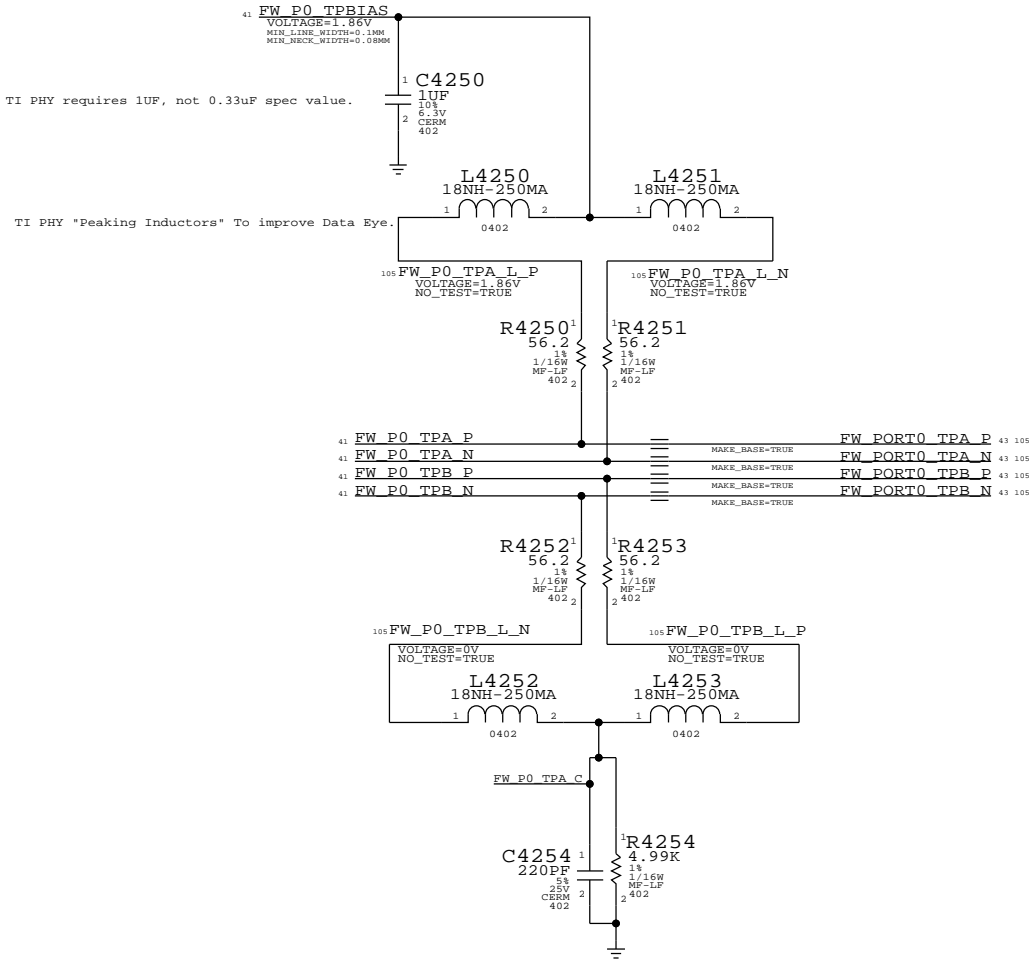 41 FW_P0_TPBIAS
VOLTAGE=1.86V
MIN_LINE_WIDTH=0.1MM
MIN_NECK_WIDTH=0.08MM
TI PHY requires 1UF, not 0.33uF spec value.
1 C4250
1UF
10%
6.3V
2 CERM
402
L4250 L4251
18NH-250MA 18NH-250MA
1 2 1 2
0402 0402
TI PHY "Peaking Inductors" To improve Data Eye.
105 FW_P0_TPA_L_P 105 FW_P0_TPA_L_N
VOLTAGE=1.86V VOLTAGE=1.86V
NO_TEST=TRUE NO_TEST=TRUE
R4250 1 1 R4251
56.2 56.2
1% 1%
1/16W 1/16W
MF-LF MF-LF
402 2 2 402
41 FW_P0_TPA_P FW_PORT0_TPA_P 43 105
MAKE_BASE=TRUE
41 FW_P0_TPA_N FW_PORT0_TPA_N 43 105
MAKE_BASE=TRUE
41 FW_P0_TPB_P FW_PORT0_TPB_P 43 105
MAKE_BASE=TRUE
41 FW_P0_TPB_N FW_PORT0_TPB_N 43 105
MAKE_BASE=TRUE
R4252 1 1 R4253
56.2 56.2
1% 1%
1/16W 1/16W
MF-LF MF-LF
402 2 2 402
105 FW_P0_TPB_L_N 105 FW_P0_TPB_L_P
VOLTAGE=0V VOLTAGE=0V
NO_TEST=TRUE NO_TEST=TRUE
L4252 L4253
18NH-250MA 18NH-250MA
1 2 1 2
0402 0402
FW_P0_TPA_C
C4254 1 1 R4254
220PF 4.99K
5% 1%
25V 1/16W
CERM 2 MF-LF
402 2 402